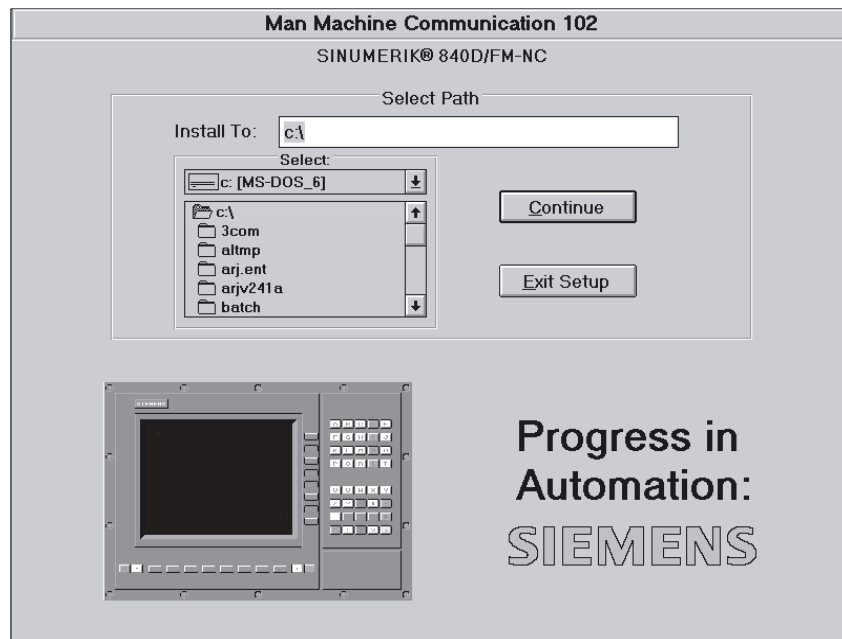 Man Machine Communication 102
SINUMERIK® 840D/FM-NC
Select Path
Install To: c:\
Select:
c: [MS-DOS_6]
c:\
3com
altmp
arj.ent
arjv241a
batch
Continue
Exit Setup
SIEMENS
Progress in
Automation:
SIEMENS